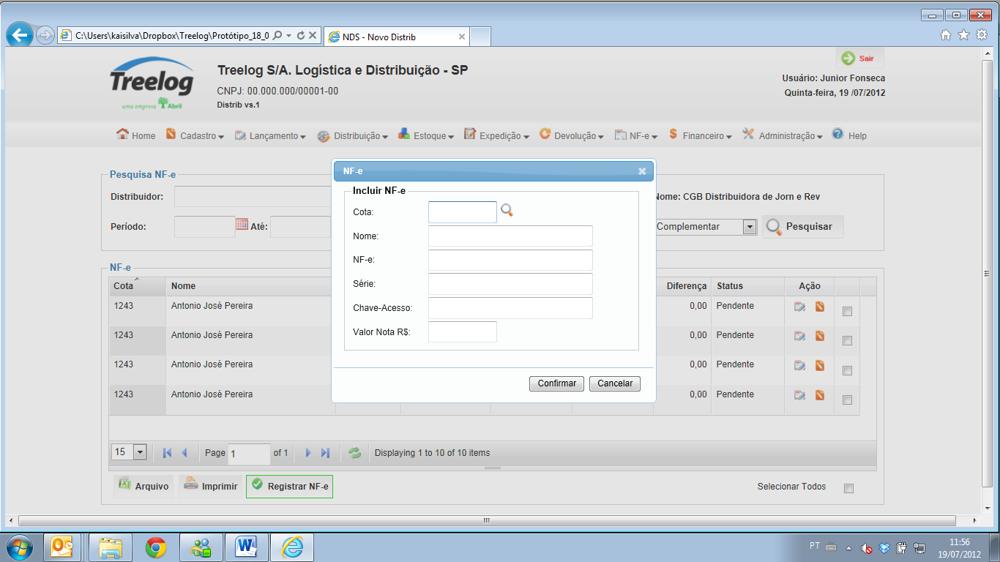 C:\Users\kaisilva\Dropbox\Treelog\Protótipo_18_0
NDS - Novo Distrib
Treelog
uma empresa Abril
Treelog S/A. Logística e Distribuição - SP
CNPJ: 00.000.000/00001-00
Distrib vs.1
Sair
Usuário: Junior Fonseca
Quinta-feira, 19 /07/2012
Home Cadastro Lançamento Distribuição Estoque Expedição Devolução NF-e Financeiro Administração Help
Pesquisa NF-e
Distribuidor:
Nome: CGB Distribuidora de Jorn e Rev
Período:
Até:
Complementar
Pesquisar
NF-e
Incluir NF-e
Cota:
Nome:
NF-e:
Série:
Chave-Acesso:
Valor Nota R$:
Confirmar Cancelar
NF-e
Cota Nome Diferença Status Ação
1243 Antonio José Pereira 0,00 Pendente
1243 Antonio José Pereira 0,00 Pendente
1243 Antonio José Pereira 0,00 Pendente
1243 Antonio José Pereira 0,00 Pendente
15 Page 1 of 1 Displaying 1 to 10 of 10 items
Arquivo Imprimir Registrar NF-e Selecionar Todos
PT
11:56
19/07/2012